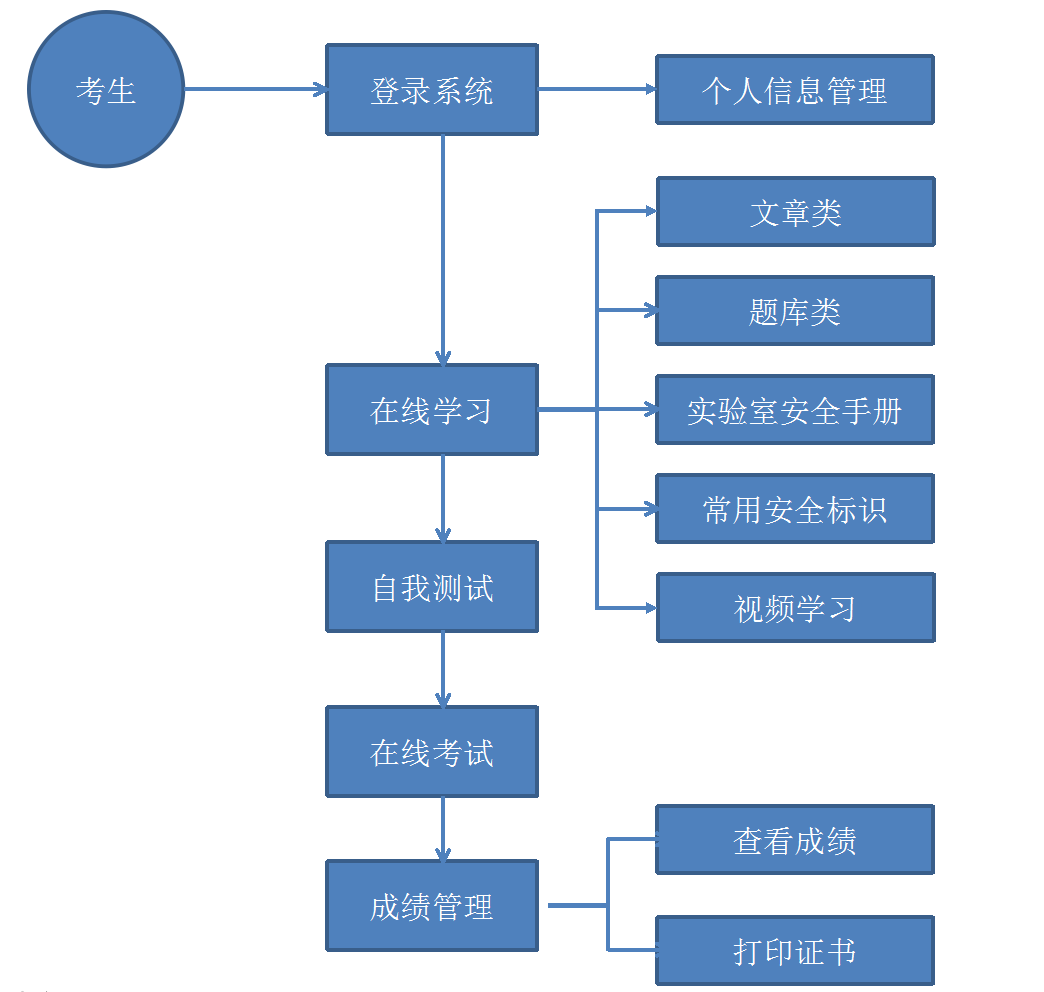 考生
登录系统
个人信息管理
文章类
题库类
在线学习
实验室安全手册
常用安全标识
自我测试
视频学习
在线考试
查看成绩
成绩管理
打印证书